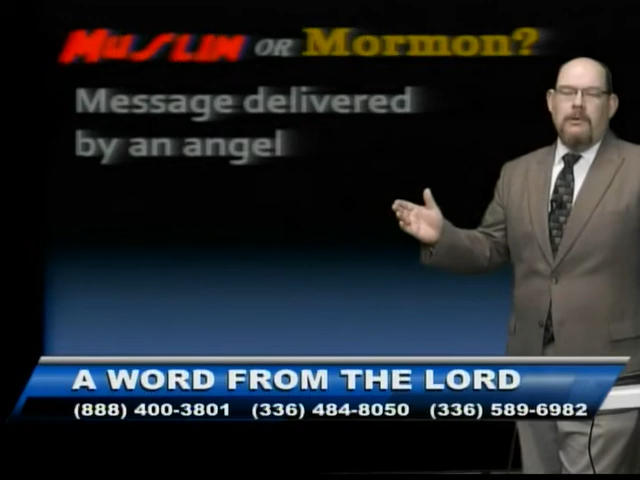 Muslim or Mormon?
Message delivered
by an angel
A WORD FROM THE LORD
(888) 400-3801 (336) 484-8050 (336) 589-6982